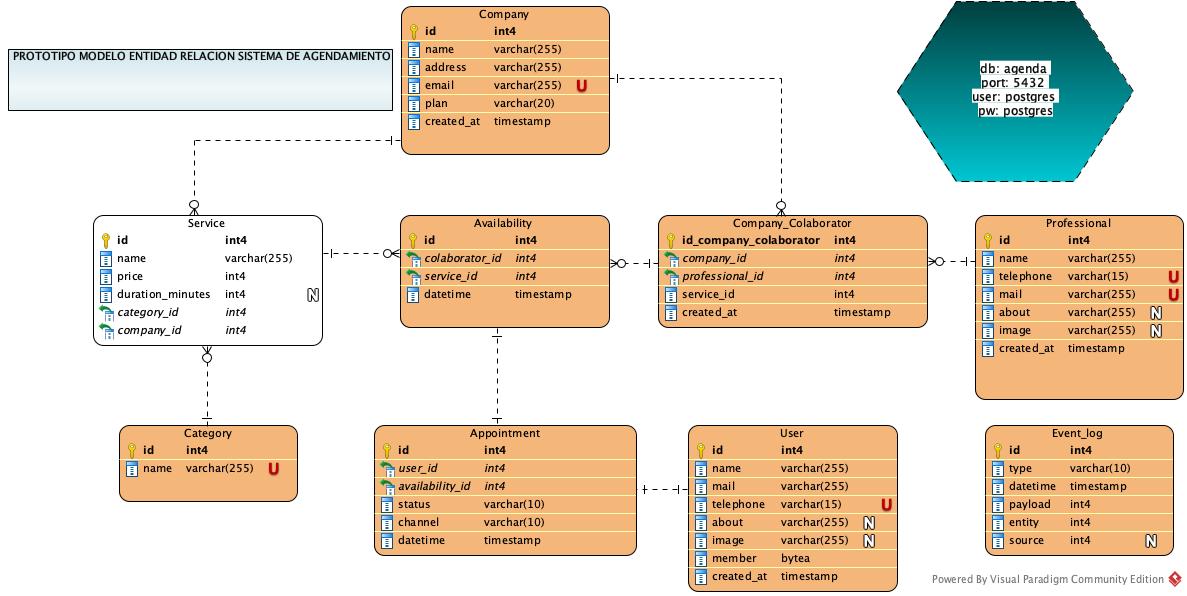 PROTOTIPO MODELO ENTIDAD RELACION SISTEMA DE AGENDAMIENTO
Company
id int4
name varchar(255)
address varchar(255)
email varchar(255) U
plan varchar(20)
created_at timestamp
db: agenda
port: 5432
user: postgres
pw: postgres
Service
id int4
name varchar(255)
price int4
duration_minutes int4 N
category_id int4
company_id int4
Availability
id int4
colaborator_id int4
service_id int4
datetime timestamp
Company_Colaborator
id_company_colaborator int4
company_id int4
professional_id int4
service_id int4
created_at timestamp
Professional
id int4
name varchar(255)
telephone varchar(15) U
mail varchar(255) U
about varchar(255) N
image varchar(255) N
created_at timestamp
Category
id int4
name varchar(255) U
Appointment
id int4
user_id int4
availability_id int4
status varchar(10)
channel varchar(10)
datetime timestamp
User
id int4
name varchar(255)
mail varchar(255)
telephone varchar(15) U
about varchar(255) N
image varchar(255) N
member bytea
created_at timestamp
Event_log
id int4
type varchar(10)
datetime timestamp
payload int4
entity int4
source int4 N
Powered By Visual Paradigm Community Edition